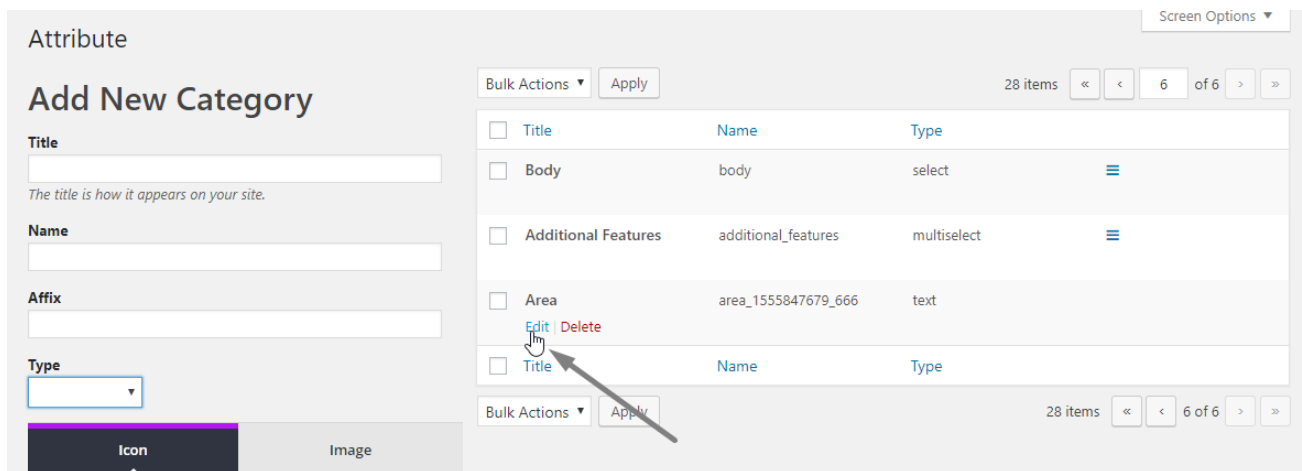 Screen Options ▼
Attribute
Add New Category
Title
The title is how it appears on your site.
Name
Affix
Type
Icon
Image
Bulk Actions ▼ Apply
28 items « ‹ 6 of 6 › »
Title Name Type
Body body select
Additional Features additional_features multiselect
Area area_1555847679_666 text
Edit | Delete
Title Name Type
Bulk Actions ▼ Apply
28 items « ‹ 6 of 6 › »